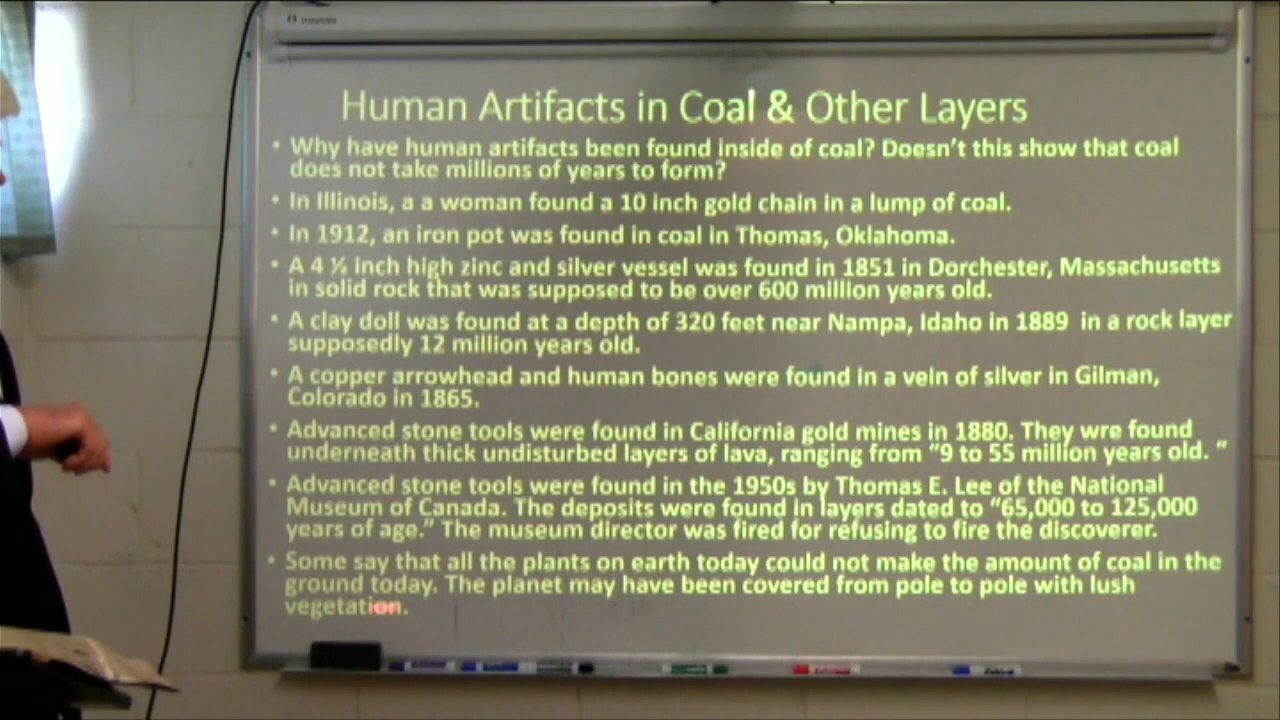 Human Artifacts in Coal & Other Layers
• Why have human artifacts been found inside of coal? Doesn't this show that coal
does not take millions of years to form?
• In Illinois, a a woman found a 10 inch gold chain in a lump of coal.
• In 1912, an iron pot was found in coal in Thomas, Oklahoma.
• A 4 ½ inch high zinc and silver vessel was found in 1851 in Dorchester, Massachusetts
in solid rock that was supposed to be over 600 million years old.
• A clay doll was found at a depth of 320 feet near Nampa, Idaho in 1889 in a rock layer
supposedly 12 million years old.
• A copper arrowhead and human bones were found in a vein of silver in Gilman,
Colorado in 1865.
• Advanced stone tools were found in California gold mines in 1880. They wre found
underneath thick undisturbed layers of lava, ranging from "9 to 55 million years old. "
• Advanced stone tools were found in the 1950s by Thomas E. Lee of the National
Museum of Canada. The deposits were found in layers dated to "65,000 to 125,000
years of age." The museum director was fired for refusing to fire the discoverer.
• Some say that all the plants on earth today could not make the amount of coal in the
ground today. The planet may have been covered from pole to pole with lush
vegetation.